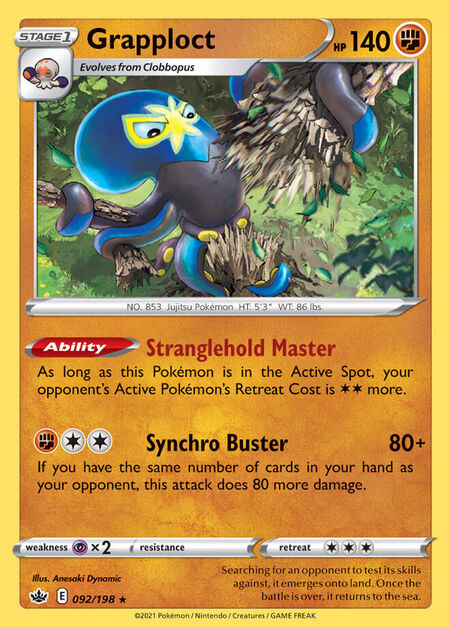 STAGE 1 Grapploct HP 140
Evolves from Clobbopus
NO. 853 Jujitsu Pokémon HT: 5'3" WT: 86 lbs.
Ability Stranglehold Master
As long as this Pokémon is in the Active Spot, your
opponent's Active Pokémon's Retreat Cost is more.
Synchro Buster 80+
If you have the same number of cards in your hand as
your opponent, this attack does 80 more damage.
weakness ×2 resistance retreat
Illus. Anesaki Dynamic
Searching for an opponent to test its skills
against, it emerges onto land. Once the
battle is over, it returns to the sea.
E 092/198 ★
©2021 Pokémon / Nintendo / Creatures / GAME FREAK